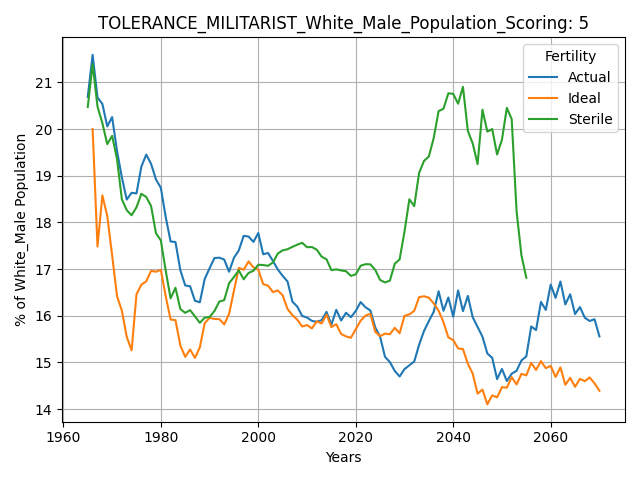 TOLERANCE_MILITARIST_White_Male_Population_Scoring: 5
Fertility
Actual
Ideal
Sterile
% of White_Male Population
21
20
19
18
17
16
15
14
1960
1980
2000
2020
2040
2060
Years